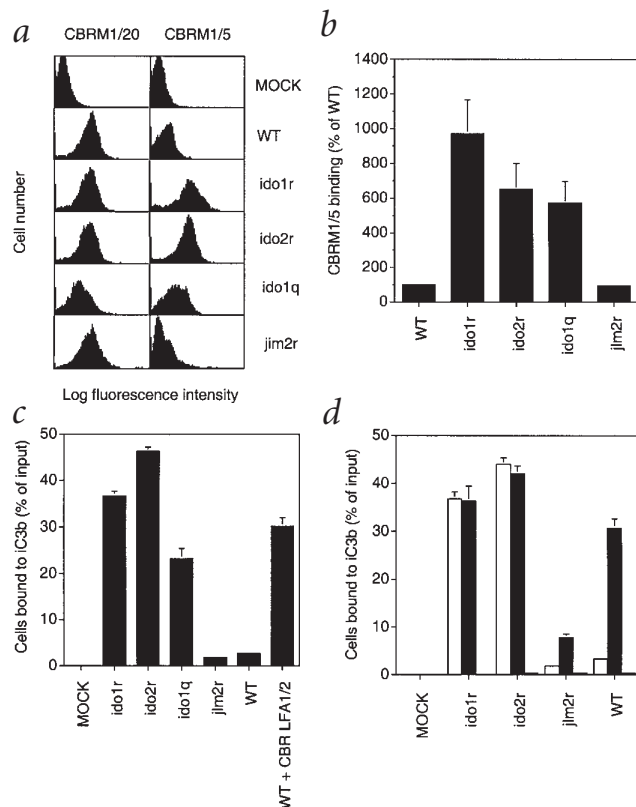 a
CBRM1/20 CBRM1/5
MOCK
WT
ido1r
ido2r
ido1q
jlm2r
Cell number
Log fluorescence intensity
b
CBRM1/5 binding (% of WT)
1400
1200
1000
800
600
400
200
0
WT ido1r ido2r ido1q jlm2r
c
Cells bound to iC3b (% of input)
50
40
30
20
10
0
MOCK ido1r ido2r ido1q jlm2r WT WT + CBR LFA1/2
d
Cells bound to iC3b (% of input)
50
40
30
20
10
0
MOCK ido1r ido2r jlm2r WT